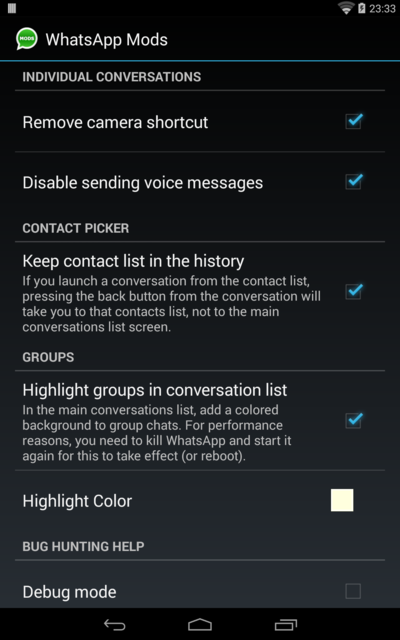 23:33
MODS
WhatsApp Mods
INDIVIDUAL CONVERSATIONS
Remove camera shortcut
Disable sending voice messages
CONTACT PICKER
Keep contact list in the history
If you launch a conversation from the contact list,
pressing the back button from the conversation will
take you to that contacts list, not to the main
conversations list screen.
GROUPS
Highlight groups in conversation list
In the main conversations list, add a colored
background to group chats. For performance
reasons, you need to kill WhatsApp and start it
again for this to take effect (or reboot).
Highlight Color
BUG HUNTING HELP
Debug mode